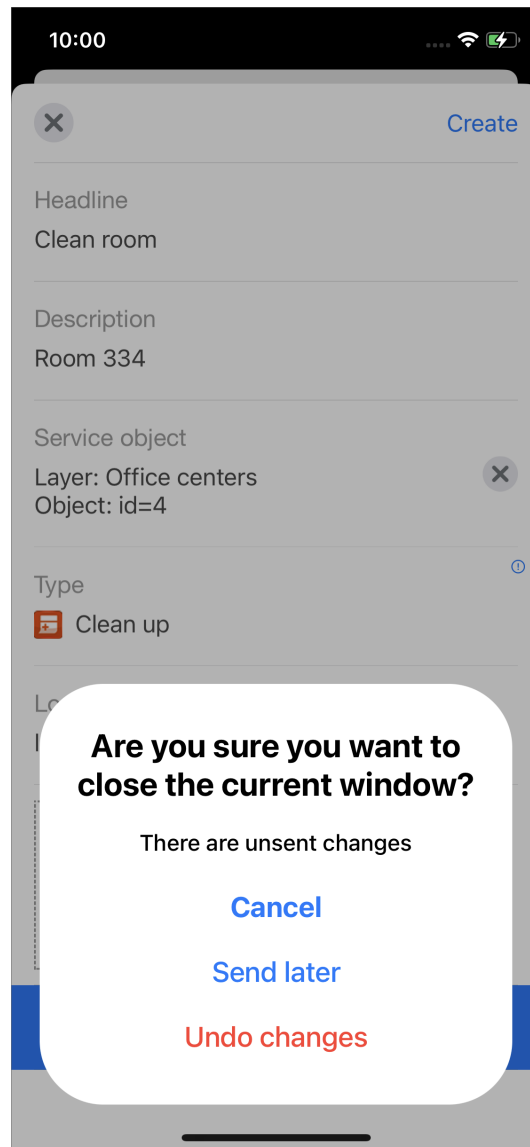 10:00
Create
Headline
Clean room
Description
Room 334
Service object
Layer: Office centers
Object: id=4
Type
Clean up
Are you sure you want to
close the current window?
There are unsent changes
Cancel
Send later
Undo changes